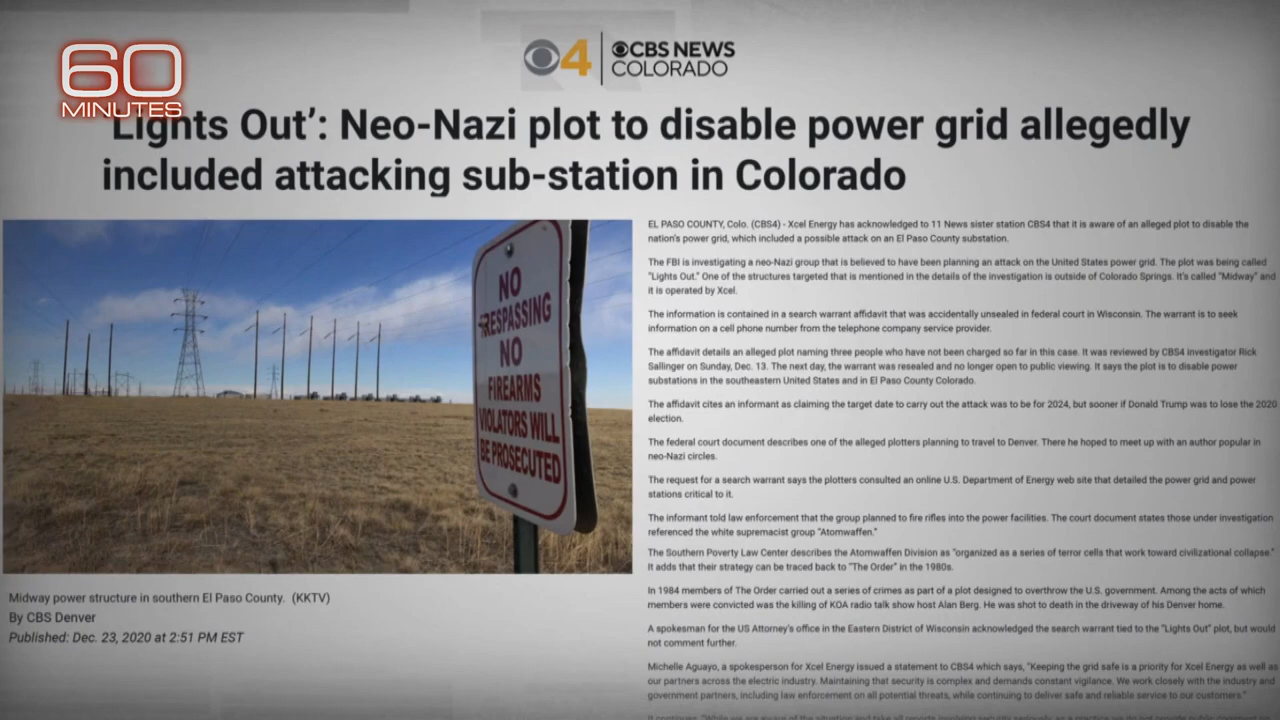 60
MINUTES
4
CBS NEWS
COLORADO
'Lights Out': Neo-Nazi plot to disable power grid allegedly
included attacking sub-station in Colorado
NO
TRESPASSING
NO
FIREARMS
VIOLATORS WILL
BE PROSECUTED
Midway power structure in southern El Paso County. (KKTV)
By CBS Denver
Published: Dec. 23, 2020 at 2:51 PM EST
EL PASO COUNTY, Colo. (CBS4) - Xcel Energy has acknowledged to 11 News sister station CBS4 that it is aware of an alleged plot to disable the
nation's power grid, which included a possible attack on an El Paso County substation.
The FBI is investigating a neo-Nazi group that is believed to have been planning an attack on the United States power grid. The plot was being called
"Lights Out." One of the structures targeted that is mentioned in the details of the investigation is outside of Colorado Springs. It's called "Midway" and
it is operated by Xcel.
The information is contained in a search warrant affidavit that was accidentally unsealed in federal court in Wisconsin. The warrant is to seek
information on a cell phone number from the telephone company service provider.
The affidavit details an alleged plot naming three people who have not been charged so far in this case. It was reviewed by CBS4 investigator Rick
Sallinger on Sunday, Dec. 13. The next day, the warrant was resealed and no longer open to public viewing. It says the plot is to disable power
substations in the southeastern United States and in El Paso County Colorado.
The affidavit cites an informant as claiming the target date to carry out the attack was to be for 2024, but sooner if Donald Trump was to lose the 2020
election.
The federal court document describes one of the alleged plotters planning to travel to Denver. There he hoped to meet up with an author popular in
neo-Nazi circles.
The request for a search warrant says the plotters consulted an online U.S. Department of Energy web site that detailed the power grid and power
stations critical to it.
The informant told law enforcement that the group planned to fire rifles into the power facilities. The court document states those under investigation
referenced the white supremacist group "Atomwaffen."
The Southern Poverty Law Center describes the Atomwaffen Division as "organized as a series of terror cells that work toward civilizational collapse."
It adds that their strategy can be traced back to "The Order" in the 1980s.
In 1984 members of The Order carried out a series of crimes as part of a plot designed to overthrow the U.S. government. Among the acts of which
members were convicted was the killing of KOA radio talk show host Alan Berg. He was shot to death in the driveway of his Denver home.
A spokesman for the US Attorney's office in the Eastern District of Wisconsin acknowledged the search warrant tied to the "Lights Out" plot, but would
not comment further.
Michelle Aguayo, a spokesperson for Xcel Energy issued a statement to CBS4 which says, "Keeping the grid safe is a priority for Xcel Energy as well as
our partners across the electric industry. Maintaining that security is complex and demands constant vigilance. We work closely with the industry and
government partners, including law enforcement on all potential threats, while continuing to deliver safe and reliable service to our customers."